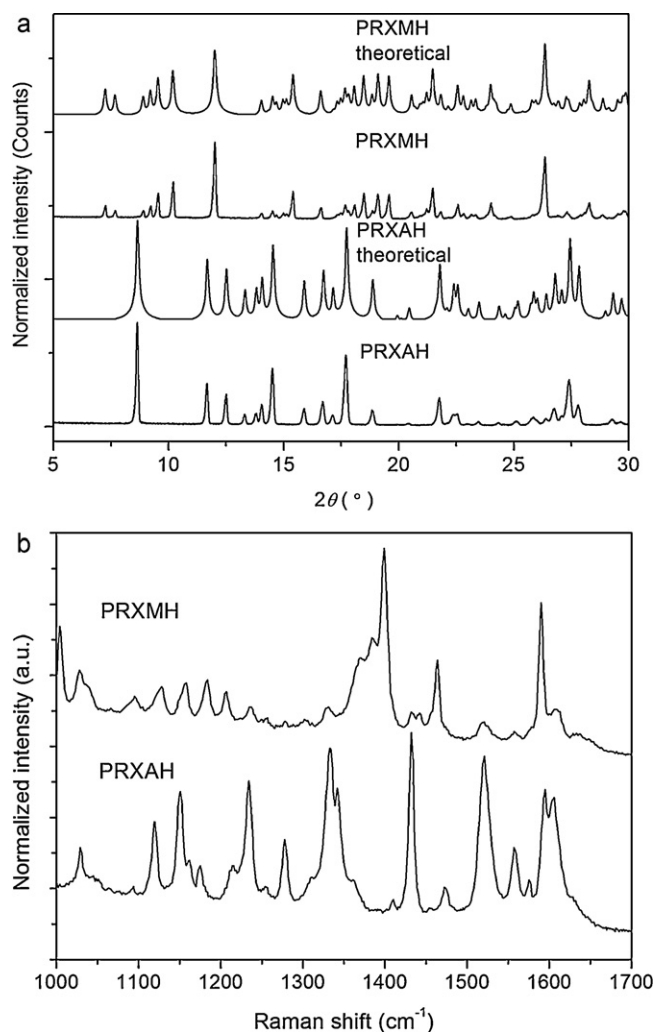 a
PRXMH
theoretical
PRXMH
PRXAH
theoretical
PRXAH
Normalized intensity (Counts)
5 10 15 20 25 30
2θ (°)
b
PRXMH
PRXAH
Normalized intensity (a.u.)
1000 1100 1200 1300 1400 1500 1600 1700
Raman shift (cm⁻¹)